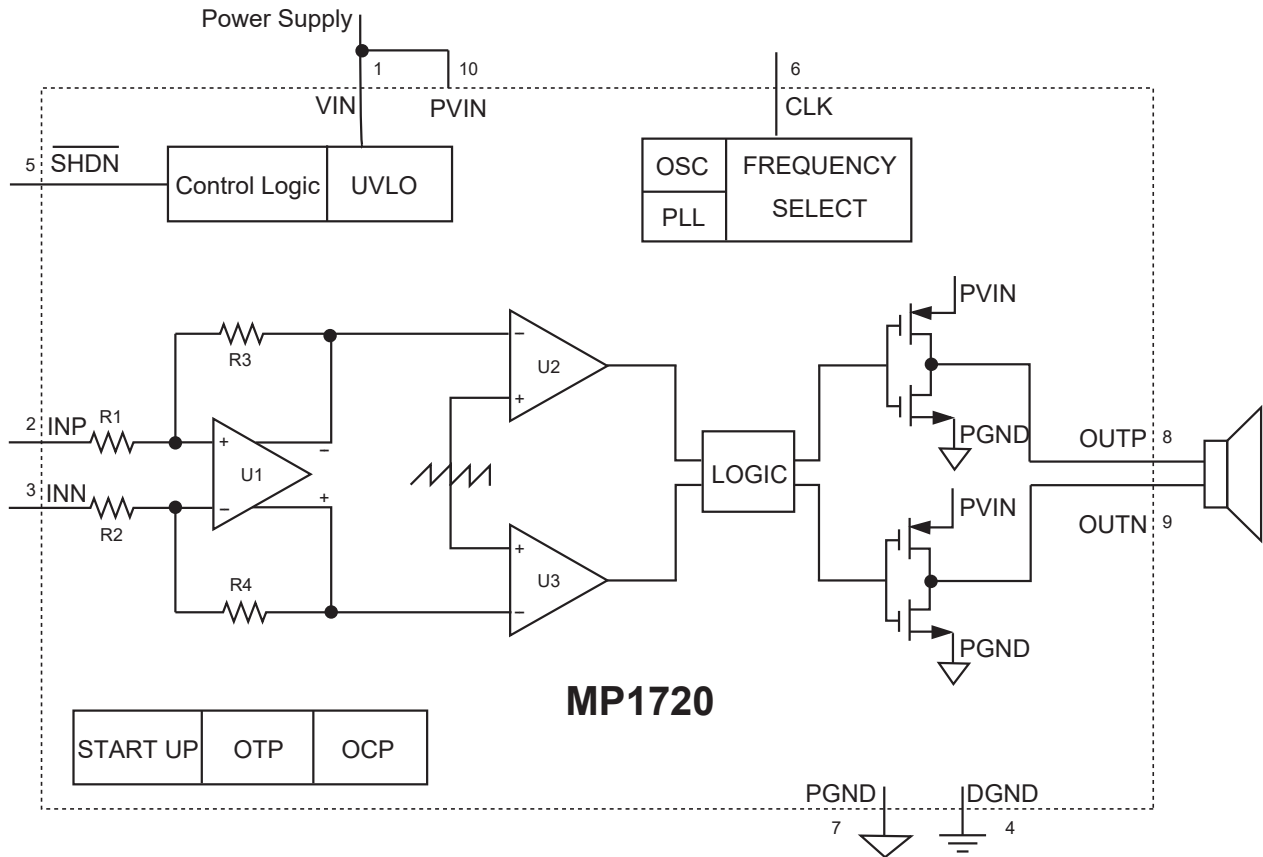 Power Supply
1
10
6
VIN
PVIN
CLK
5
SHDN
Control Logic
UVLO
OSC
PLL
FREQUENCY
SELECT
PVIN
R3
−
U2
+
2
INP
R1
+
U1
−
−
+
3
INN
R2
PGND
OUTP
8
LOGIC
PVIN
OUTN
9
R4
+
U3
−
PGND
MP1720
START UP
OTP
OCP
PGND
DGND
7
4